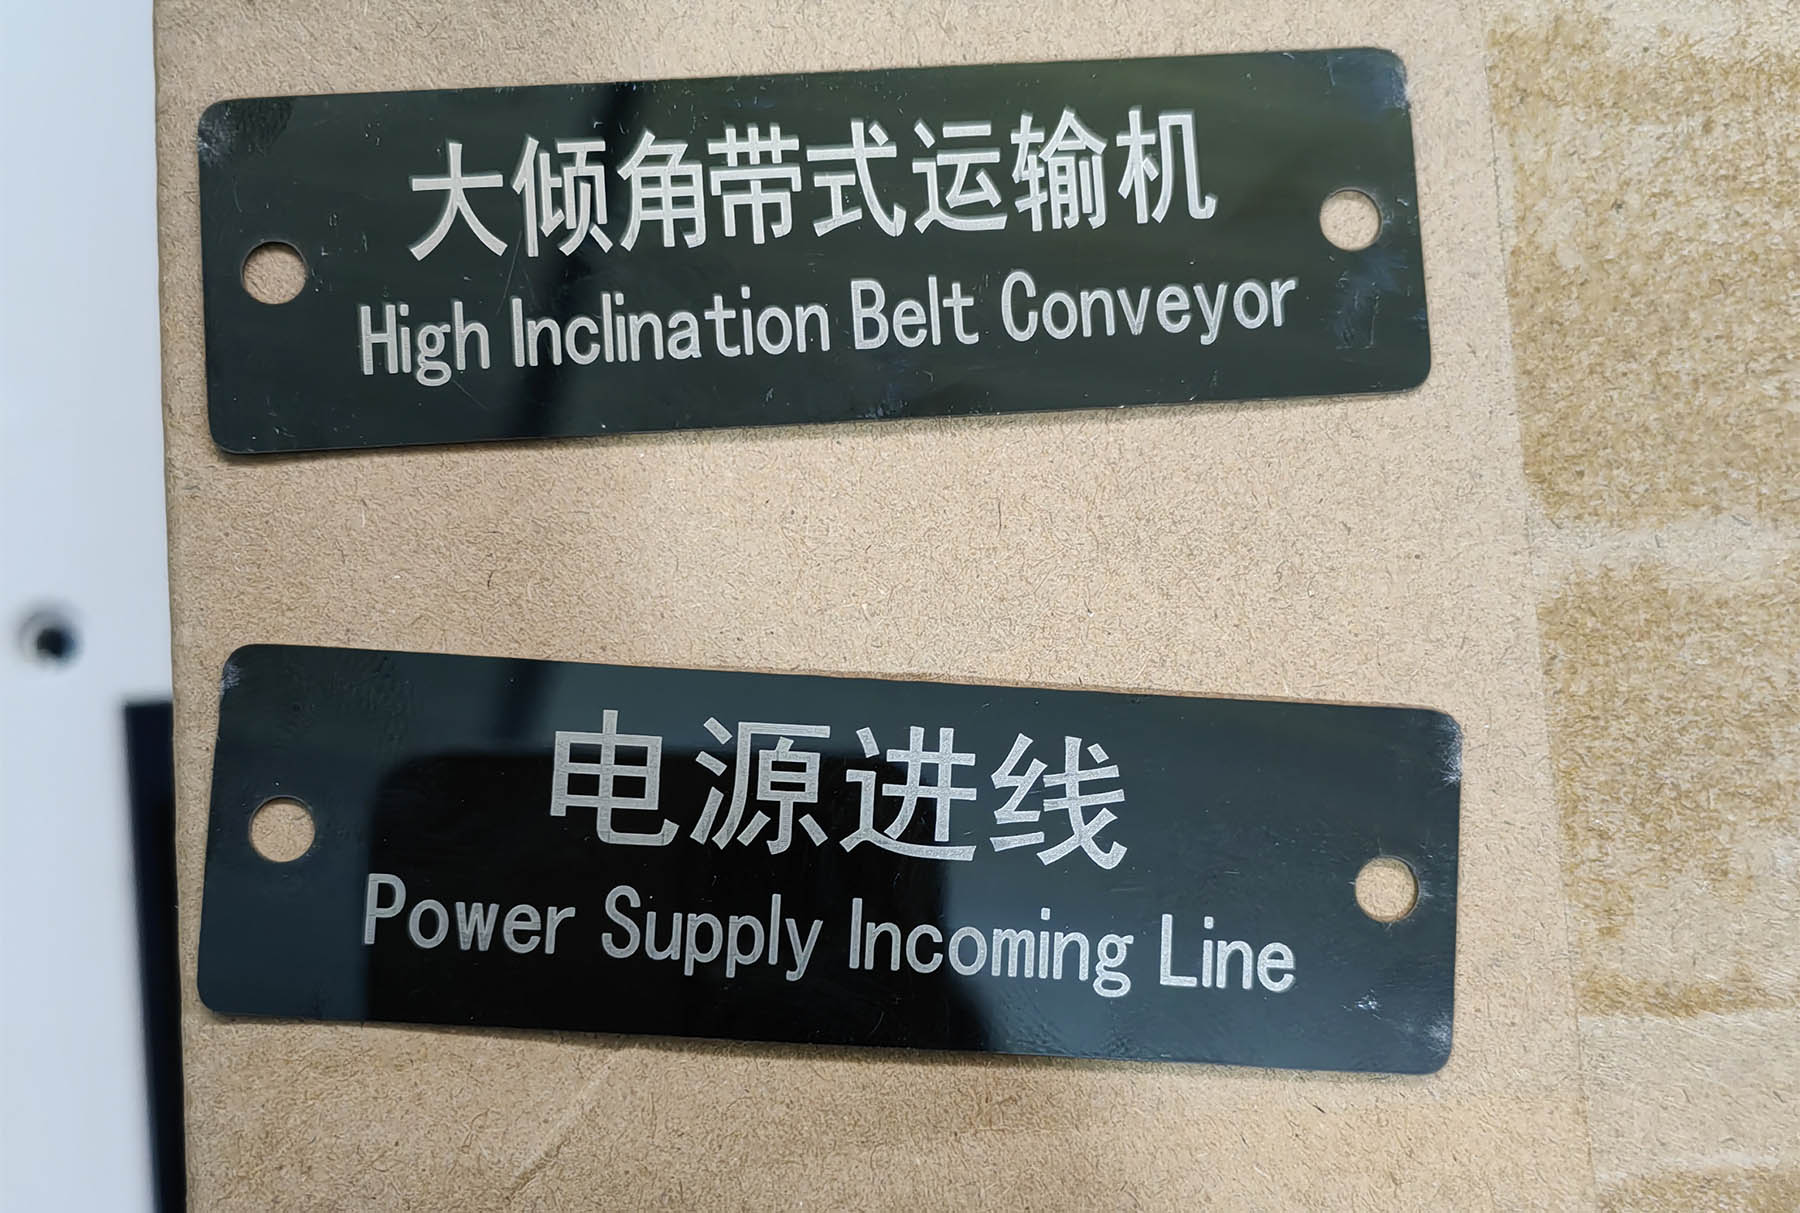 大倾角带式运输机
High Inclination Belt Conveyor
电源进线
Power Supply Incoming Line